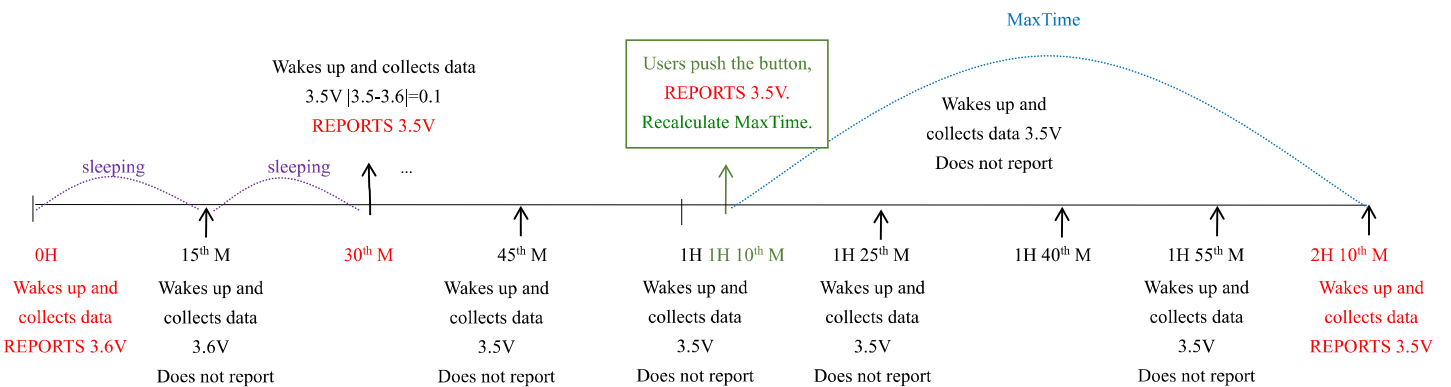 MaxTime
Wakes up and collects data
3.5V |3.5-3.6|=0.1
REPORTS 3.5V
Users push the button,
REPORTS 3.5V.
Recalculate MaxTime.
Wakes up and
collects data 3.5V
Does not report
sleeping
sleeping
...
0H
15th M
30th M
45th M
1H
1H 10th M
1H 25th M
1H 40th M
1H 55th M
2H 10th M
Wakes up and
collects data
REPORTS 3.6V
Wakes up and
collects data
3.6V
Does not report
Wakes up and
collects data
3.5V
Does not report
Wakes up and
collects data
3.5V
Does not report
Wakes up and
collects data
3.5V
Does not report
Wakes up and
collects data
3.5V
Does not report
Wakes up and
collects data
REPORTS 3.5V